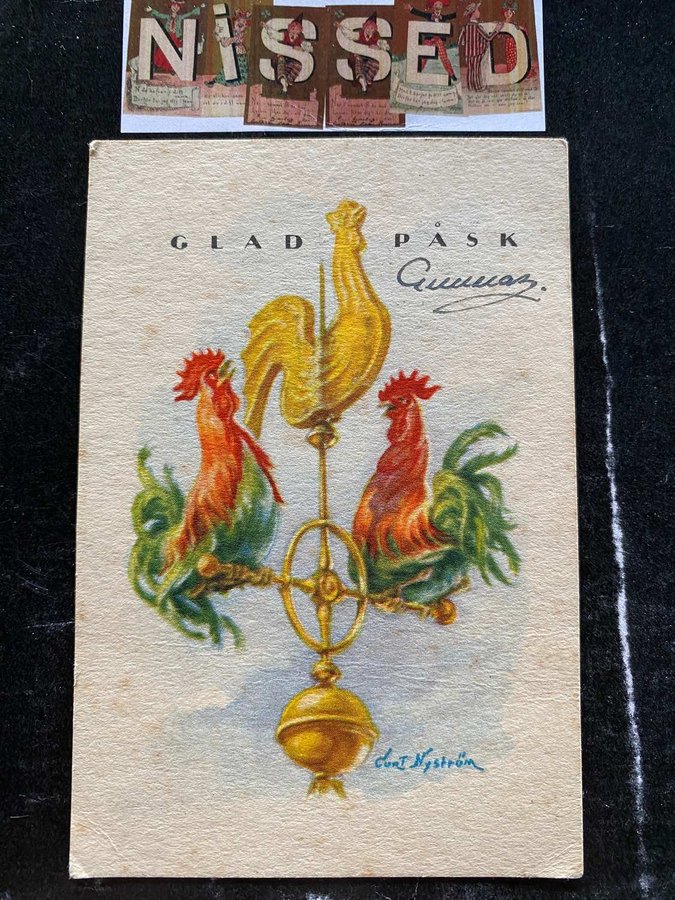 NiSSED
GLAD PÅSK
Gunnar.
Curt Nyström